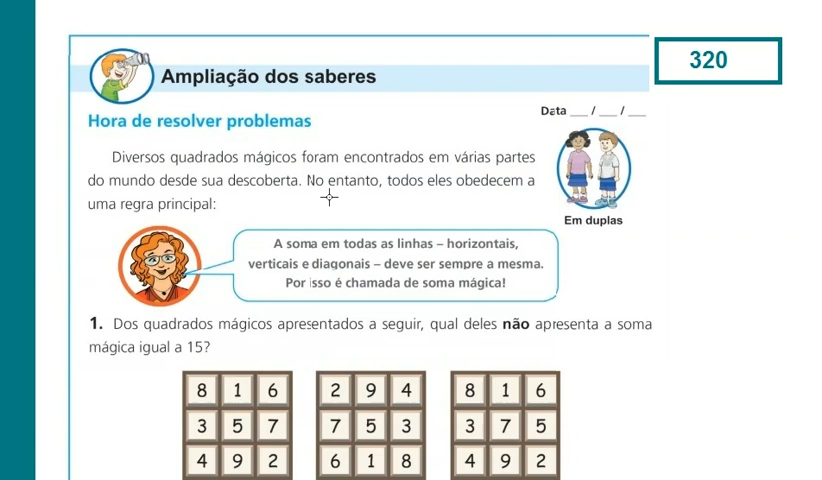 320
Ampliação dos saberes
Data ___ / ___ / ___
Hora de resolver problemas
Diversos quadrados mágicos foram encontrados em várias partes
do mundo desde sua descoberta. No entanto, todos eles obedecem a
uma regra principal:
Em duplas
A soma em todas as linhas – horizontais,
verticais e diagonais – deve ser sempre a mesma.
Por isso é chamada de soma mágica!
1. Dos quadrados mágicos apresentados a seguir, qual deles não apresenta a soma
mágica igual a 15?
8 1 6 2 9 4 8 1 6
3 5 7 7 5 3 3 7 5
4 9 2 6 1 8 4 9 2